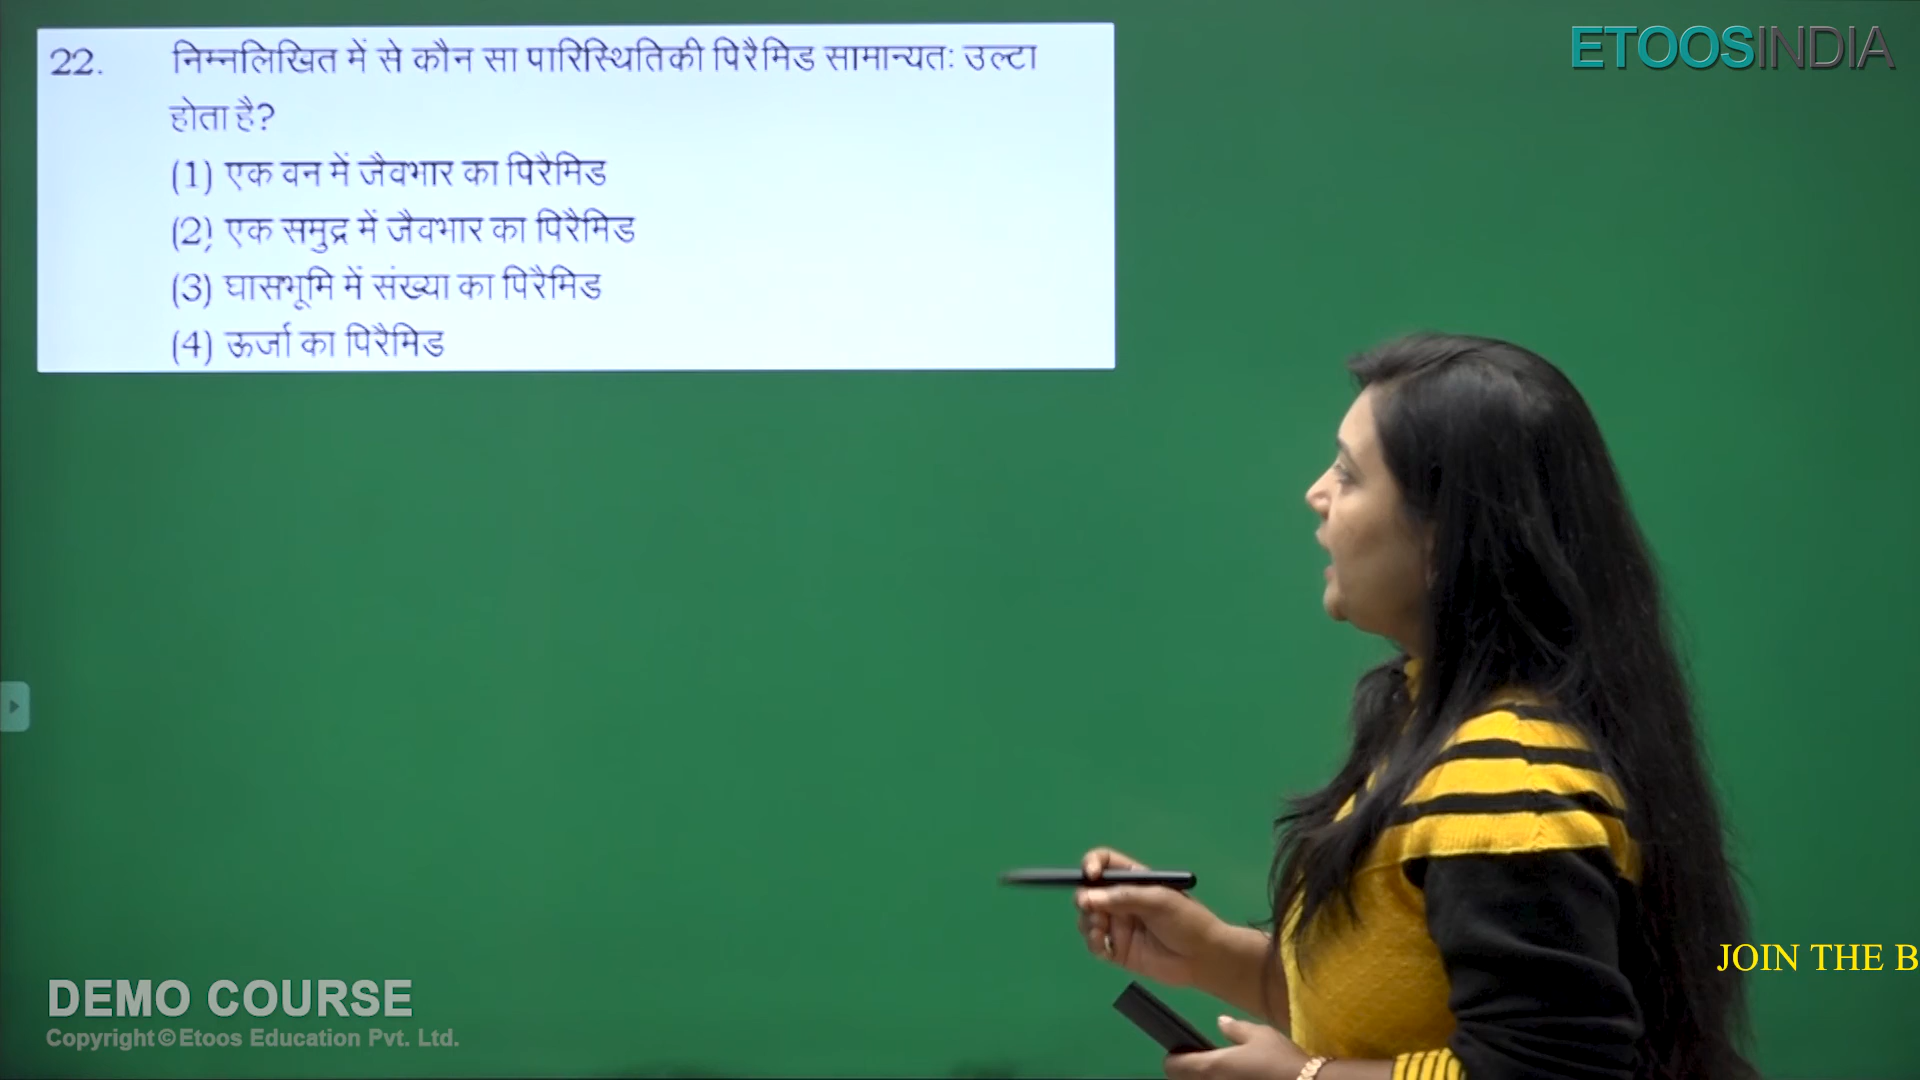 ETOOSINDIA
22. निम्नलिखित में से कौन सा पारिस्थितिकी पिरैमिड सामान्यतः उल्टा
होता है?
(1) एक वन में जैवभार का पिरैमिड
(2) एक समुद्र में जैवभार का पिरैमिड
(3) घासभूमि में संख्या का पिरैमिड
(4) ऊर्जा का पिरैमिड
JOIN THE B
DEMO COURSE
Copyright © Etoos Education Pvt. Ltd.